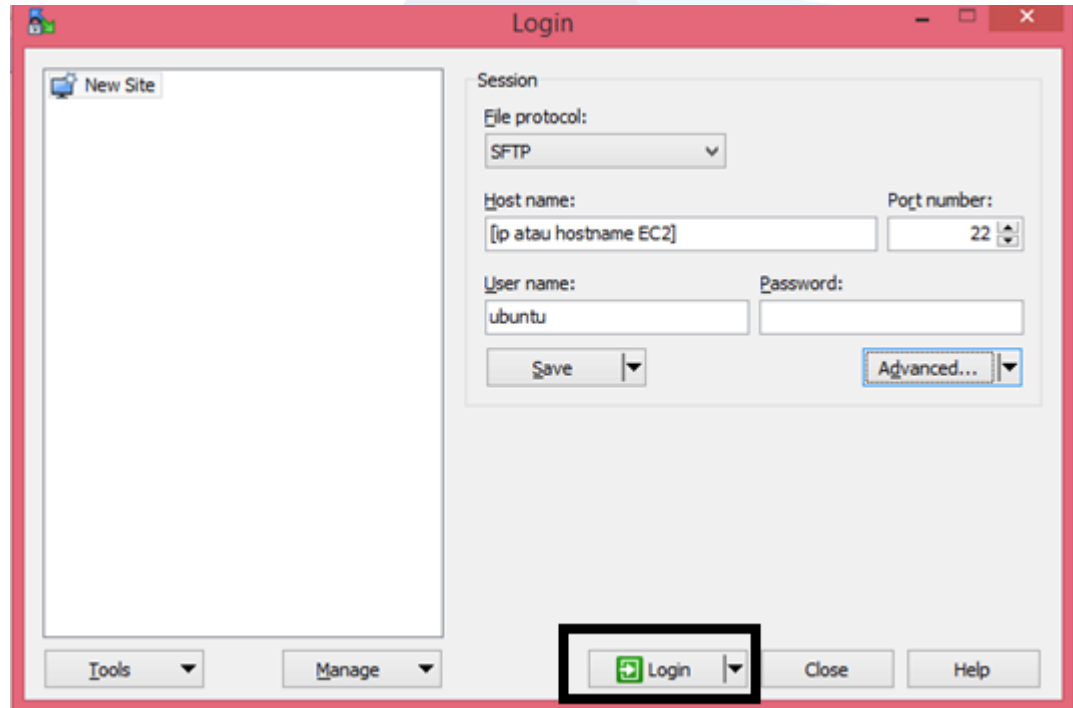 Login
New Site
Session
File protocol:
SFTP
Host name:
Port number:
[ip atau hostname EC2]
22
User name:
Password:
ubuntu
Save
Advanced...
Tools
Manage
Login
Close
Help